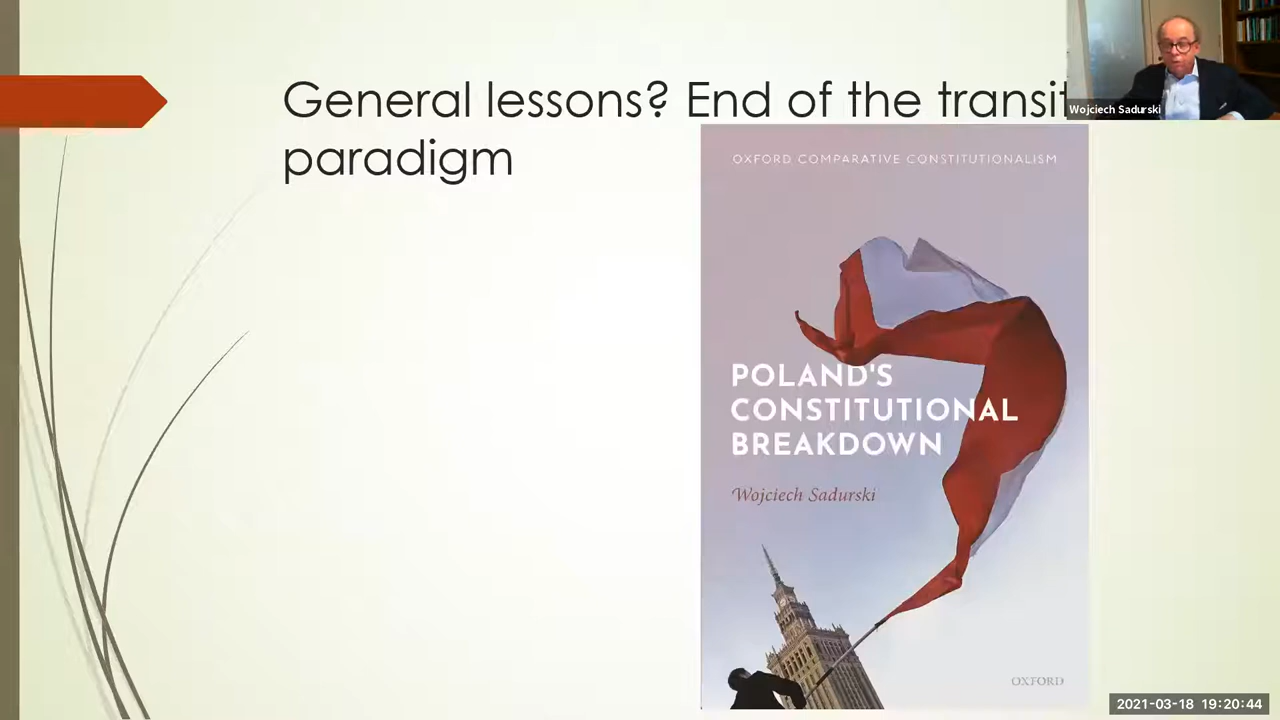 General lessons? End of the transit
paradigm
Wojciech Sadurski
OXFORD COMPARATIVE CONSTITUTIONALISM
POLAND'S
CONSTITUTIONAL
BREAKDOWN
Wojciech Sadurski
OXFORD
2021-03-18 19:20:44